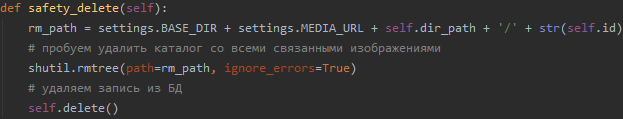 def safety_delete(self):
rm_path = settings.BASE_DIR + settings.MEDIA_URL + self.dir_path + '/' + str(self.id)
# пробуем удалить каталог со всеми связанными изображениями
shutil.rmtree(path=rm_path, ignore_errors=True)
# удаляем запись из БД
self.delete()